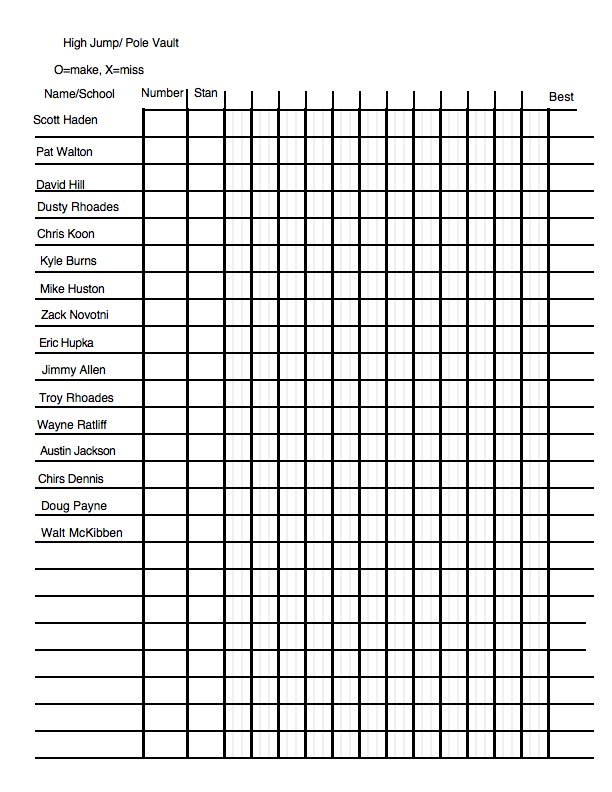 High Jump/ Pole Vault
O=make, X=miss
Name/School Number Stan Best
Scott Haden
Pat Walton
David Hill
Dusty Rhoades
Chris Koon
Kyle Burns
Mike Huston
Zack Novotni
Eric Hupka
Jimmy Allen
Troy Rhoades
Wayne Ratliff
Austin Jackson
Chirs Dennis
Doug Payne
Walt McKibben